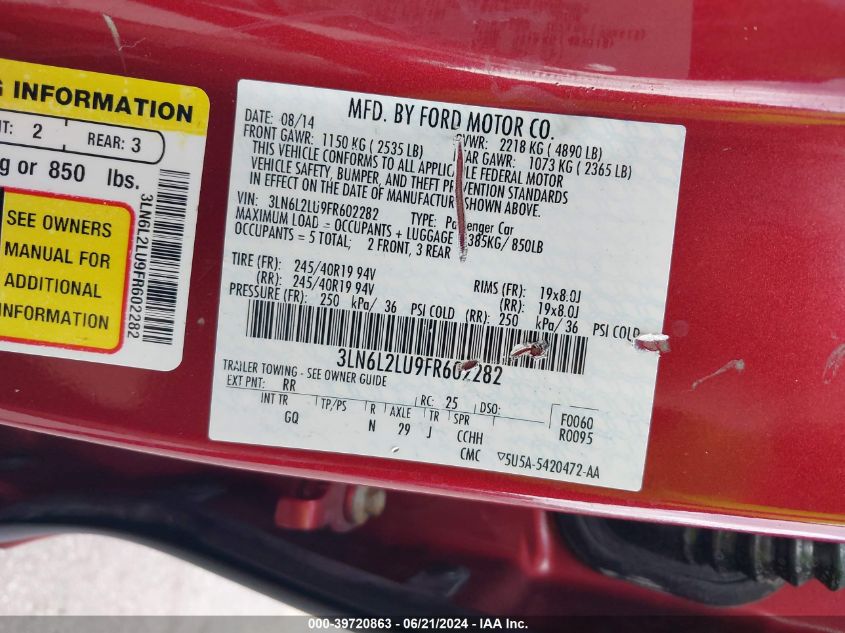 G INFORMATION
NT: 2 REAR: 3
g or 850 lbs.
SEE OWNERS
MANUAL FOR
ADDITIONAL
INFORMATION
3LN6L2LU9FR602282
MFD. BY FORD MOTOR CO.
DATE: 08/14 GVWR: 2218 KG ( 4890 LB)
FRONT GAWR: 1150 KG ( 2535 LB) REAR GAWR: 1073 KG ( 2365 LB)
THIS VEHICLE CONFORMS TO ALL APPLICABLE FEDERAL MOTOR
VEHICLE SAFETY, BUMPER, AND THEFT PREVENTION STANDARDS
IN EFFECT ON THE DATE OF MANUFACTURE SHOWN ABOVE.
VIN: 3LN6L2LU9FR602282 TYPE: Passenger Car
MAXIMUM LOAD = OCCUPANTS + LUGGAGE = 385KG/ 850LB
OCCUPANTS = 5 TOTAL; 2 FRONT, 3 REAR
TIRE (FR): 245/40R19 94V RIMS (FR): 19x8.0J
(RR): 245/40R19 94V (RR): 19x8.0J
PRESSURE (FR): 250 kPa/ 36 PSI COLD (RR): 250 kPa/ 36 PSI COLD
3LN6L2LU9FR602282
TRAILER TOWING - SEE OWNER GUIDE
EXT PNT: RR RC: 25 DSO: F0060
INT TR TP/PS R AXLE TR SPR R0095
GQ N 29 J CCHH
CMC ▽5U5A-5420472-AA
000-39720863 - 06/21/2024 - IAA Inc.